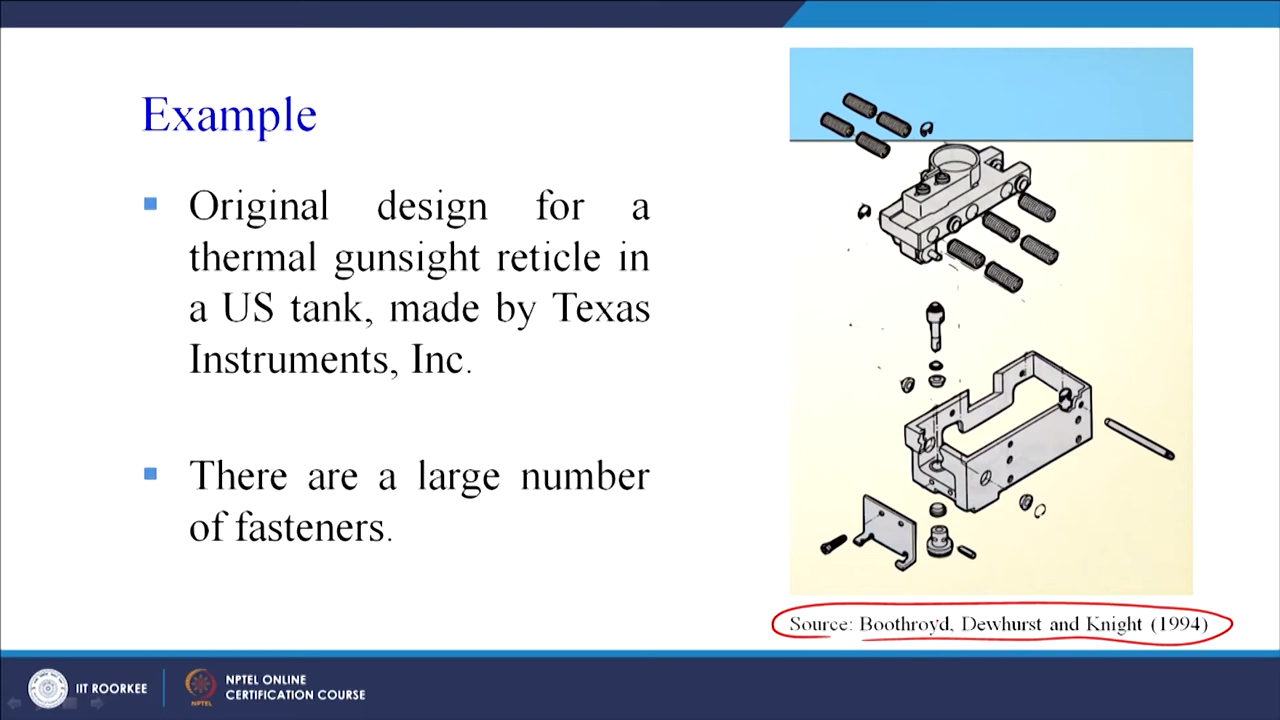 Example
Original design for a
thermal gunsight reticle in
a US tank, made by Texas
Instruments, Inc.
There are a large number
of fasteners.
Source: Boothroyd, Dewhurst and Knight (1994)
IIT ROORKEE
NPTEL
NPTEL ONLINE
CERTIFICATION COURSE